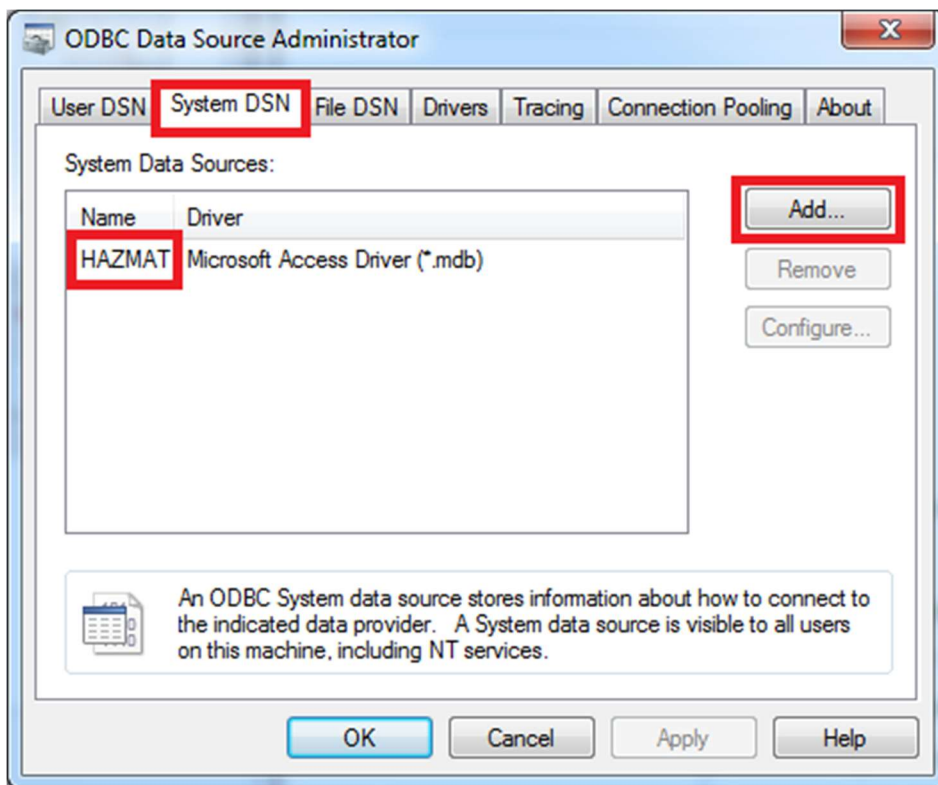 ODBC Data Source Administrator
User DSN System DSN File DSN Drivers Tracing Connection Pooling About
System Data Sources:
Name Driver
HAZMAT Microsoft Access Driver (*.mdb)
Add...
Remove
Configure...
An ODBC System data source stores information about how to connect to
the indicated data provider. A System data source is visible to all users
on this machine, including NT services.
OK Cancel Apply Help